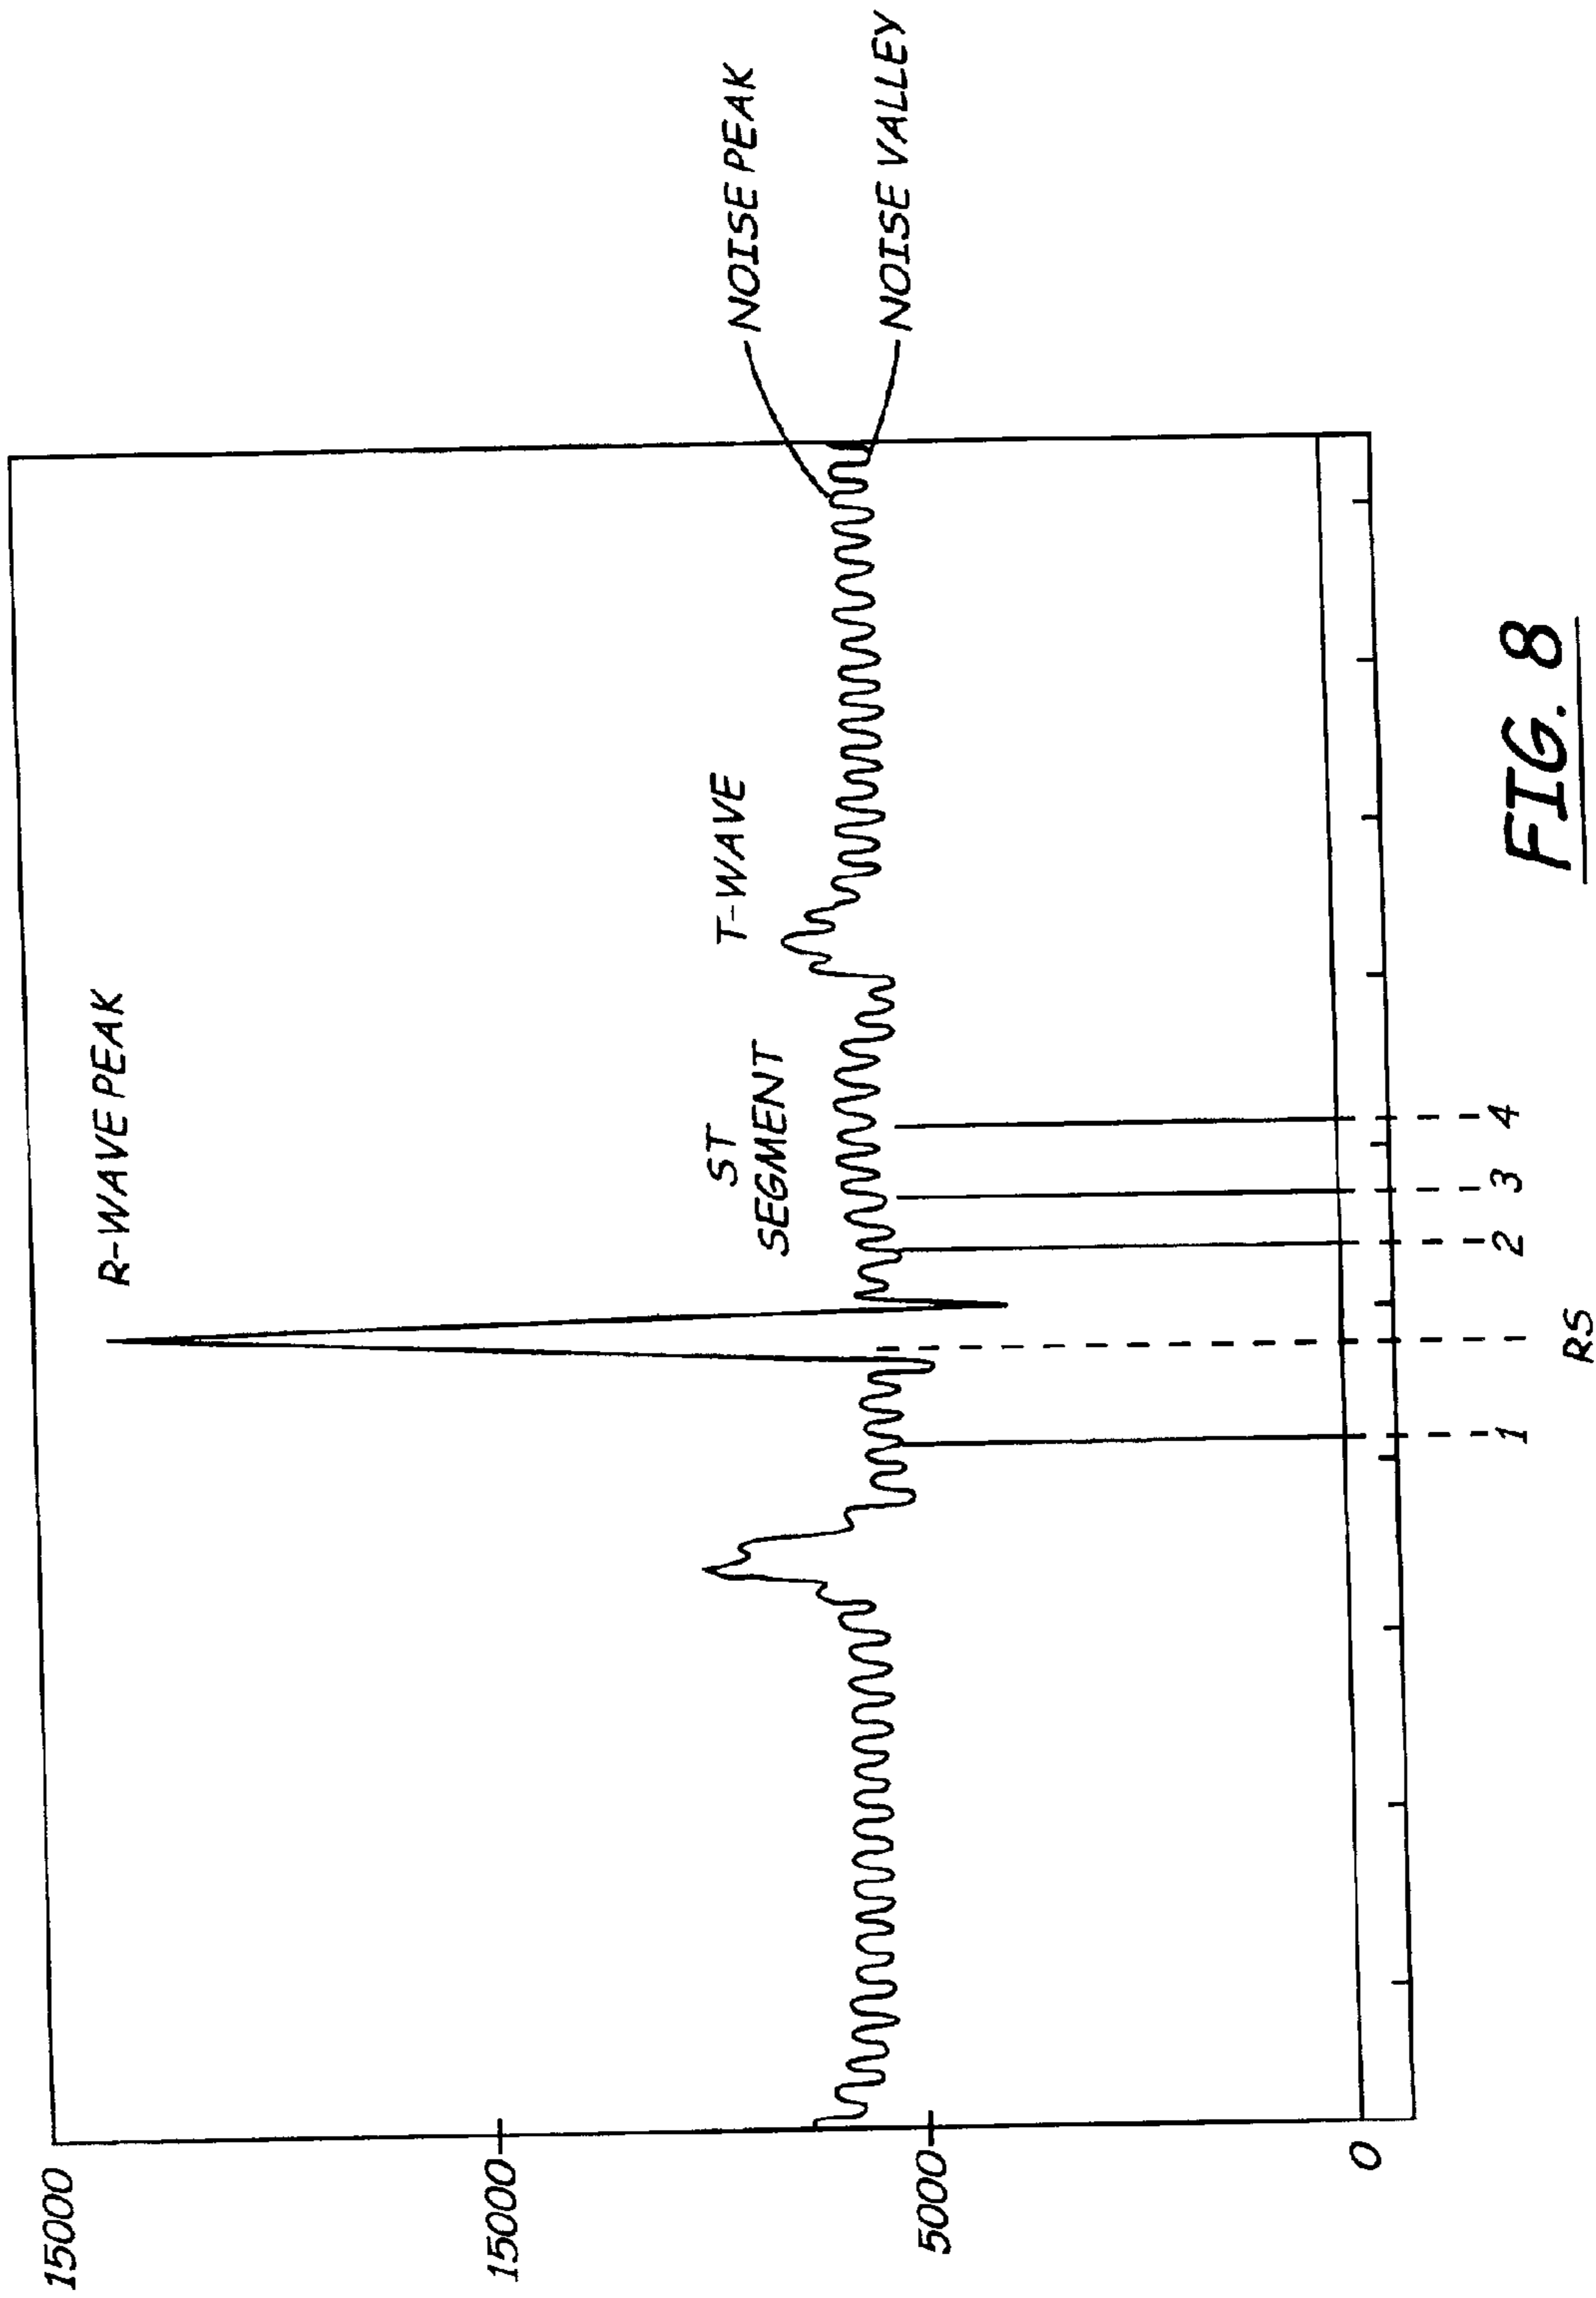 15000
R-WAVE PEAK
15000
ST
SEGMENT
T-WAVE
NOISE PEAK
NOISE VALLEY
5000
0
1
RS
2
3
4
FIG. 8